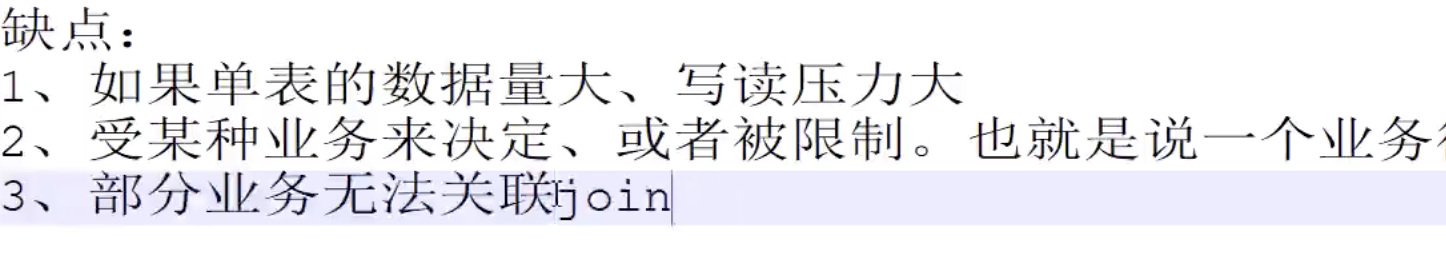 缺点：
1、如果单表的数据量大、写读压力大
2、受某种业务来决定、或者被限制。也就是说一个业务
3、部分业务无法关联join